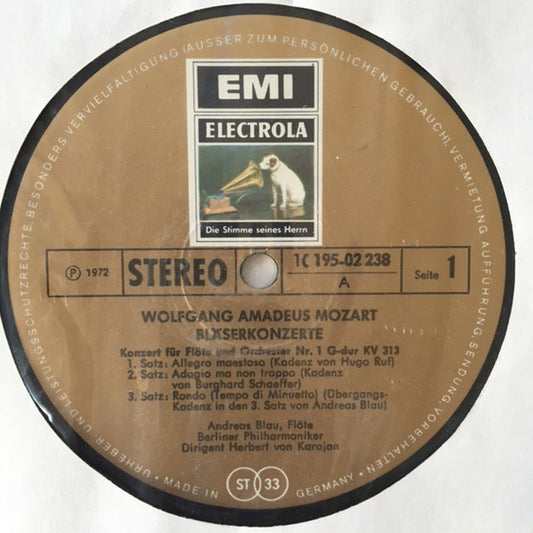 URHEBER UND LEISTUNGSSCHUTZRECHTE, BESONDERS VERVIELFÄLTIGUNG (AUSSER ZUM PERSÖNLICHEN GEBRAUCH), VERMIETUNG AUFFÜHRUNG, SENDUNG, VORBEHALTEN
EMI
ELECTROLA
Die Stimme seines Herrn
Ⓟ 1972
STEREO
1C 195-02 238
A
Seite 1
WOLFGANG AMADEUS MOZART
BLÄSERKONZERTE
Konzert für Flöte und Orchester Nr. 1 G-dur KV 313
1. Satz: Allegro maestoso (Kadenz von Hugo Ruf)
2. Satz: Adagio ma non troppo (Kadenz
von Burghard Schaeffer)
3. Satz: Rondo (Tempo di Minuetto) (Übergangs-
Kadenz in den 3. Satz von Andreas Blau)
Andreas Blau, Flöte
Berliner Philharmoniker
Dirigent Herbert von Karajan
• MADE IN
ST 33
GERMANY •